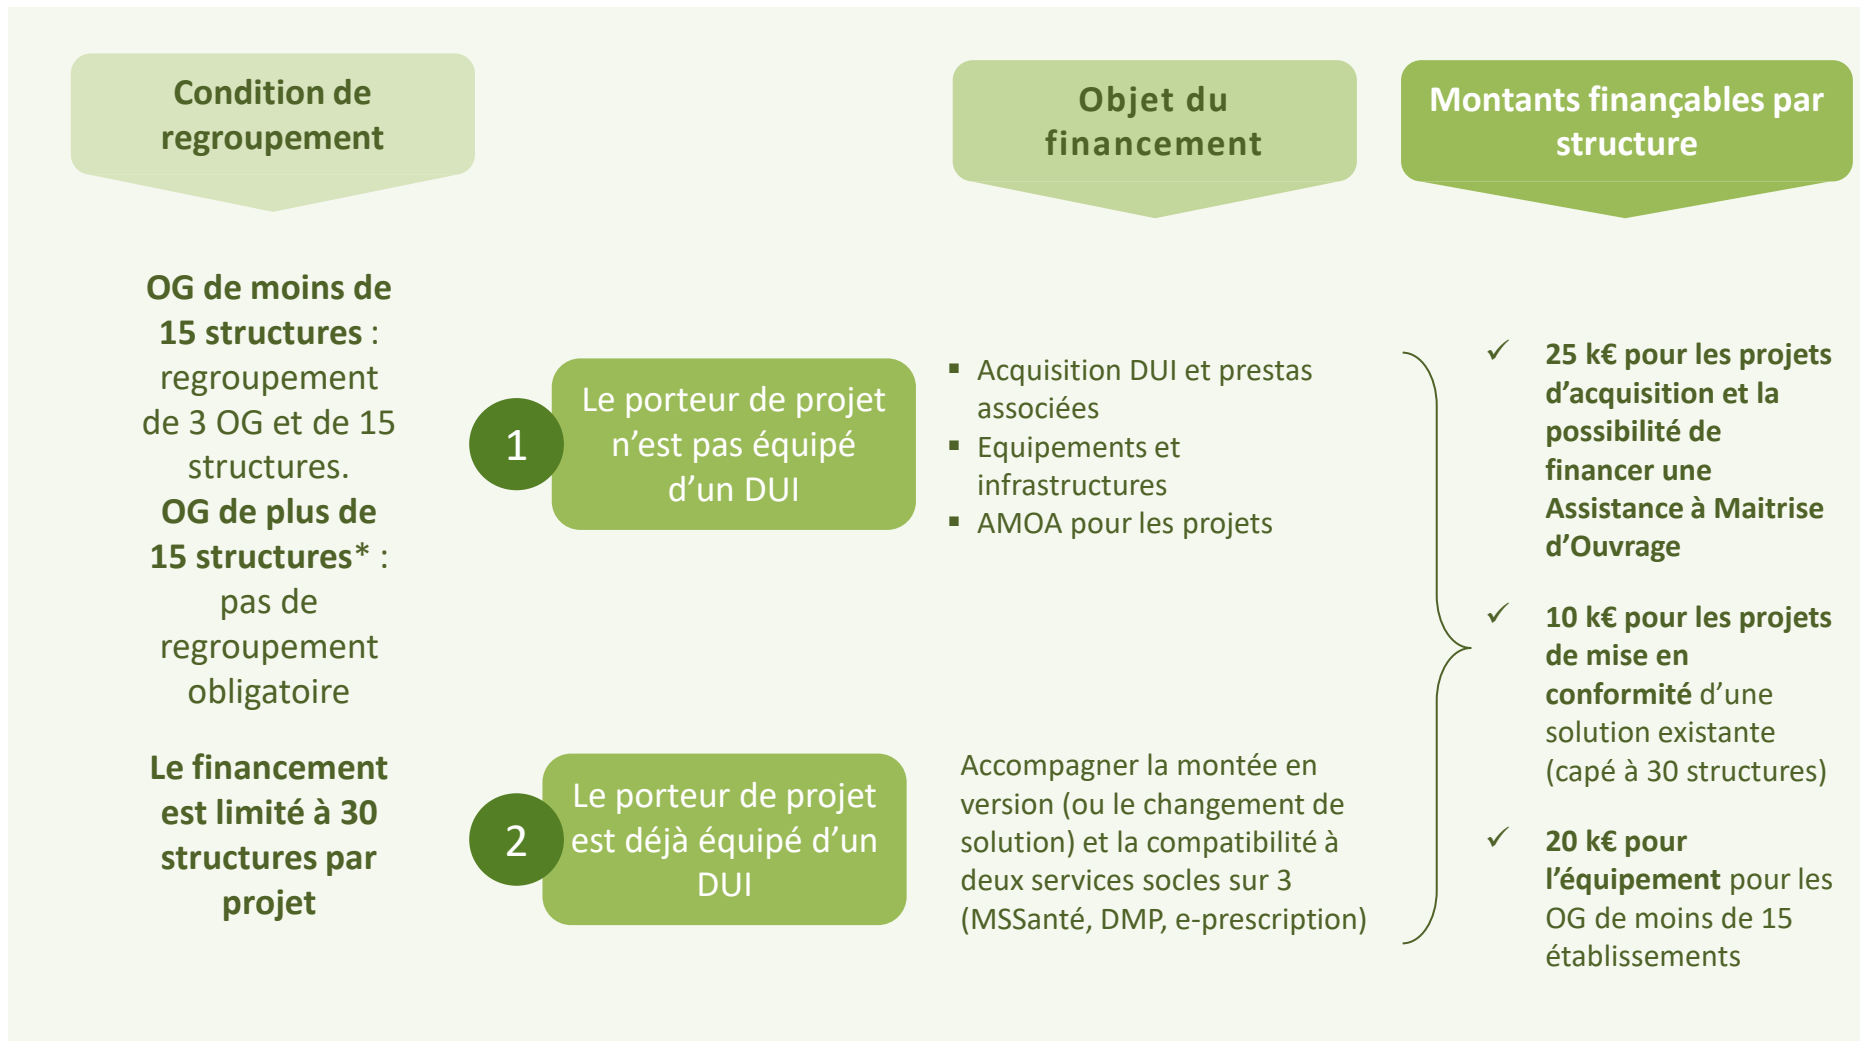 Condition de
regroupement
Objet du
financement
Montants finançables par
structure
OG de moins de
15 structures :
regroupement
de 3 OG et de 15
structures.
OG de plus de
15 structures* :
pas de
regroupement
obligatoire
Le financement
est limité à 30
structures par
projet
1
Le porteur de projet
n’est pas équipé
d’un DUI
▪ Acquisition DUI et prestas
associées
▪ Equipements et
infrastructures
▪ AMOA pour les projets
2
Le porteur de projet
est déjà équipé d’un
DUI
Accompagner la montée en
version (ou le changement de
solution) et la compatibilité à
deux services socles sur 3
(MSSanté, DMP, e-prescription)
✓ 25 k€ pour les projets
d’acquisition et la
possibilité de
financer une
Assistance à Maitrise
d’Ouvrage
✓ 10 k€ pour les projets
de mise en
conformité d’une
solution existante
(capé à 30 structures)
✓ 20 k€ pour
l’équipement pour les
OG de moins de 15
établissements